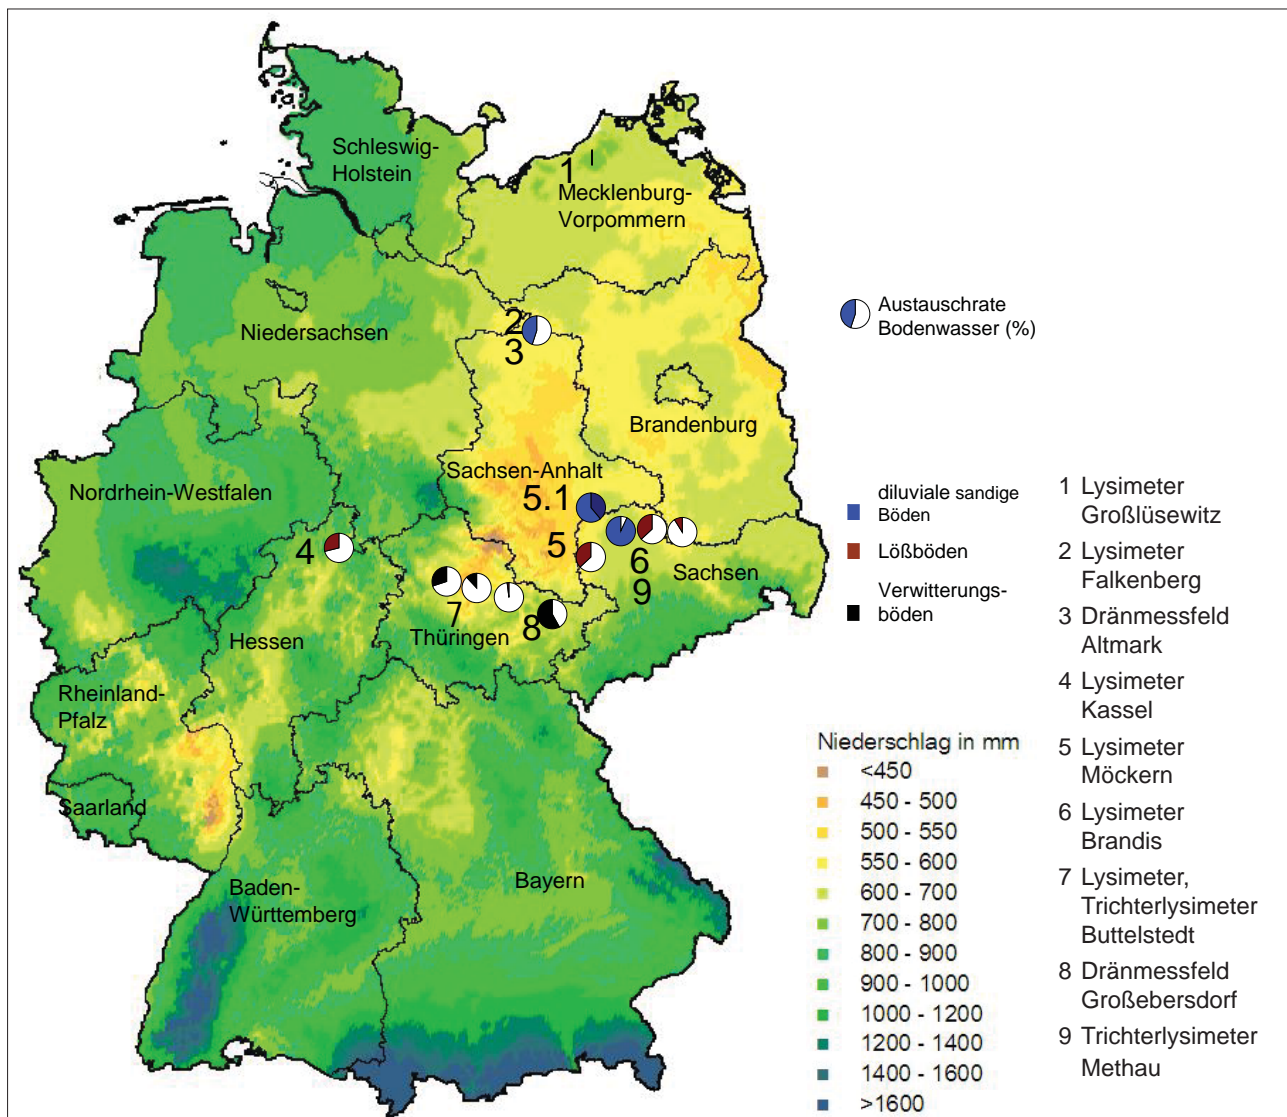 Schleswig-
Holstein
1
Mecklenburg-
Vorpommern
Niedersachsen
2
3
Brandenburg
Sachsen-Anhalt
5.1
Nordrhein-Westfalen
4
5
6
9
Sachsen
7
Thüringen
8
Hessen
Rheinland-
Pfalz
Saarland
Baden-
Württemberg
Bayern
Austauschrate
Bodenwasser (%)
diluviale sandige
Böden
Lößböden
Verwitterungs-
böden
Niederschlag in mm
<450
450 - 500
500 - 550
550 - 600
600 - 700
700 - 800
800 - 900
900 - 1000
1000 - 1200
1200 - 1400
1400 - 1600
>1600
1 Lysimeter
Großlüsewitz
2 Lysimeter
Falkenberg
3 Dränmessfeld
Altmark
4 Lysimeter
Kassel
5 Lysimeter
Möckern
6 Lysimeter
Brandis
7 Lysimeter,
Trichterlysimeter
Buttelstedt
8 Dränmessfeld
Großebersdorf
9 Trichterlysimeter
Methau